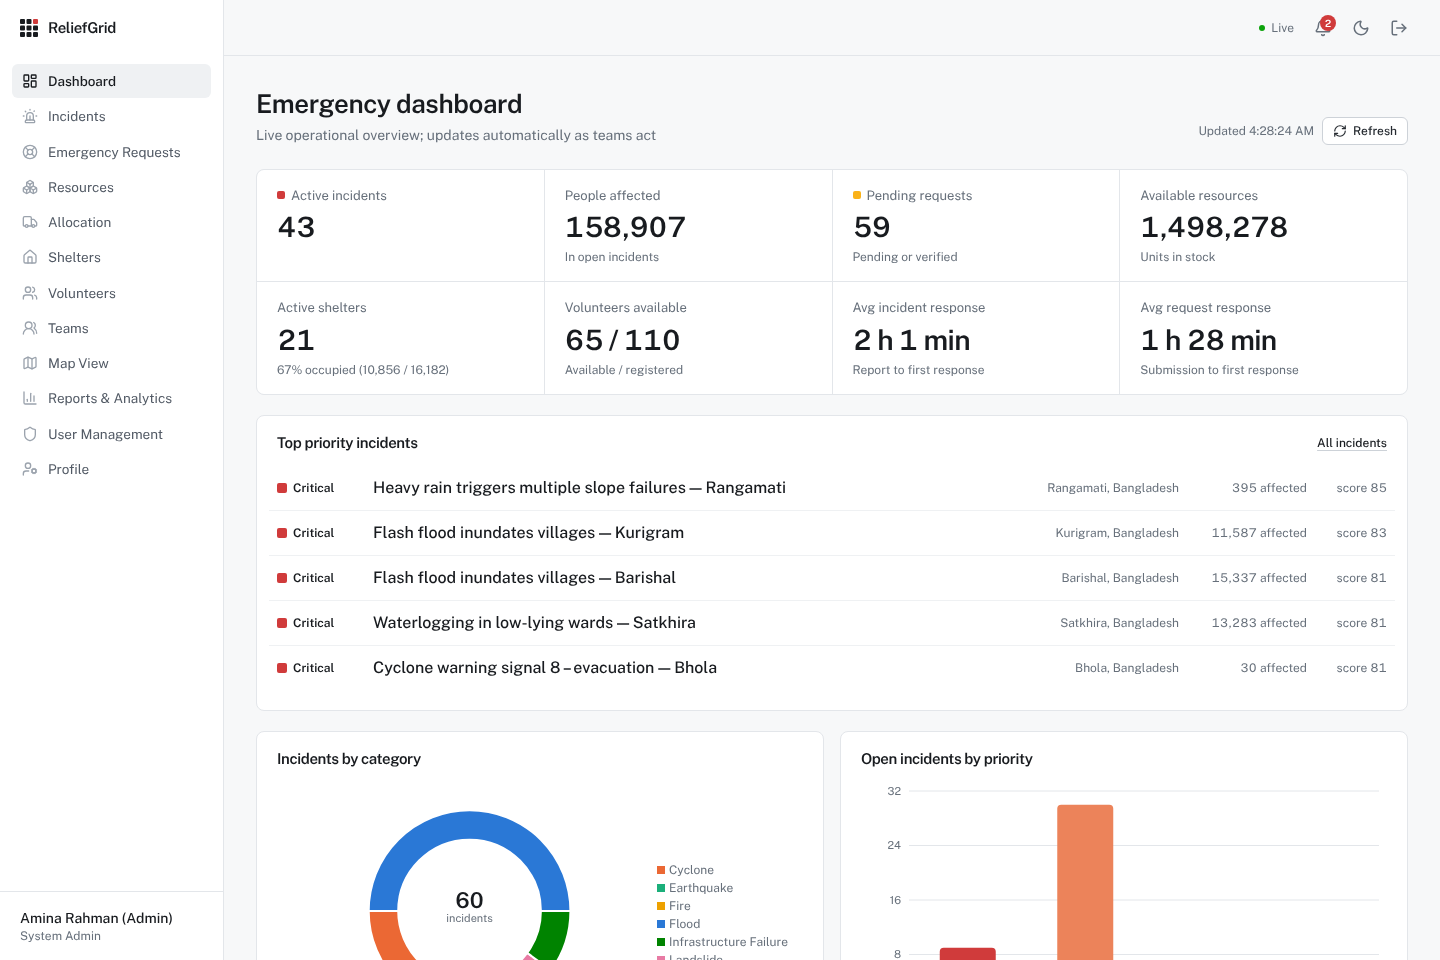 ReliefGrid
Live
2
Dashboard
Incidents
Emergency Requests
Resources
Allocation
Shelters
Volunteers
Teams
Map View
Reports & Analytics
User Management
Profile
Amina Rahman (Admin)
System Admin
Emergency dashboard
Live operational overview; updates automatically as teams act
Updated 4:28:24 AM
Refresh
Active incidents
43
People affected
158,907
In open incidents
Pending requests
59
Pending or verified
Available resources
1,498,278
Units in stock
Active shelters
21
67% occupied (10,856 / 16,182)
Volunteers available
65 / 110
Available / registered
Avg incident response
2 h 1 min
Report to first response
Avg request response
1 h 28 min
Submission to first response
Top priority incidents
All incidents
Critical Heavy rain triggers multiple slope failures — Rangamati Rangamati, Bangladesh 395 affected score 85
Critical Flash flood inundates villages — Kurigram Kurigram, Bangladesh 11,587 affected score 83
Critical Flash flood inundates villages — Barishal Barishal, Bangladesh 15,337 affected score 81
Critical Waterlogging in low-lying wards — Satkhira Satkhira, Bangladesh 13,283 affected score 81
Critical Cyclone warning signal 8 – evacuation — Bhola Bhola, Bangladesh 30 affected score 81
Incidents by category
60
incidents
Cyclone
Earthquake
Fire
Flood
Infrastructure Failure
Landslide
Open incidents by priority
32
24
16
8